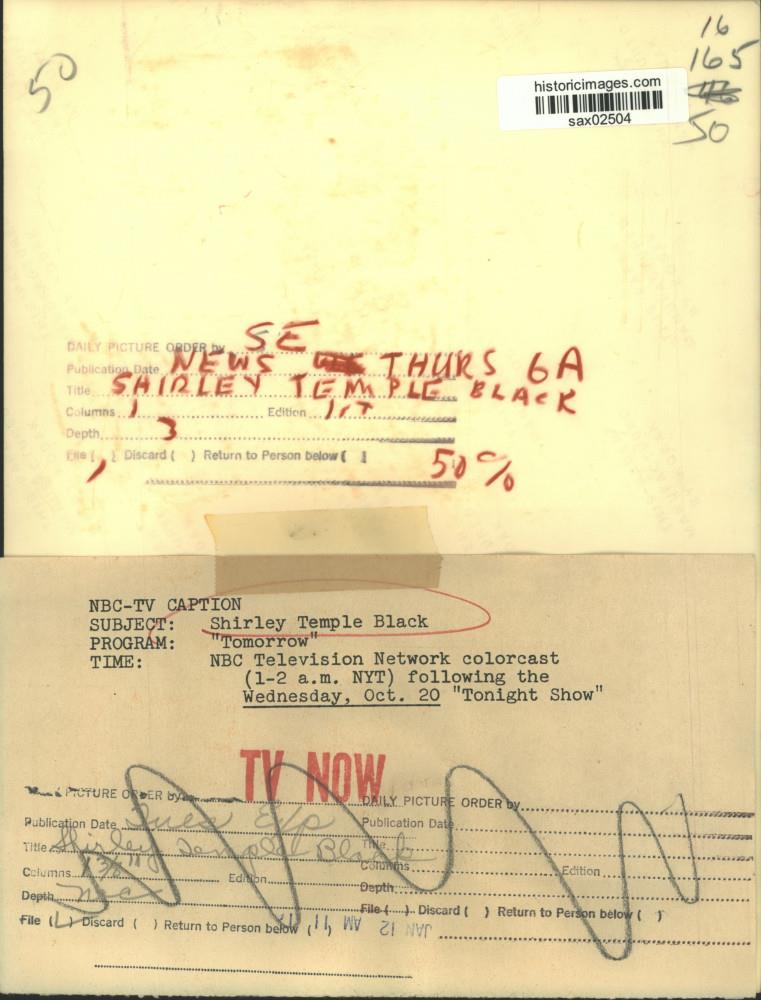 16
165
50
50
historicimages.com
sax02504
DAILY PICTURE ORDER by SE
Publication Date NEWS THURS 6A
Title SHIRLEY TEMPLE BLACK
Columns 1 Edition 1ST
Depth 3
File ( ) Discard ( ) Return to Person below ( )
50%
NBC-TV CAPTION
SUBJECT: Shirley Temple Black
PROGRAM: "Tomorrow"
TIME: NBC Television Network colorcast
(1-2 a.m. NYT) following the
Wednesday, Oct. 20 "Tonight Show"
TV NOW
PICTURE ORDER by
Publication Date Tues
Title Shirley Temple Black
Columns Edition
Depth
File ( ) Discard ( ) Return to Person below ( )
DAILY PICTURE ORDER by
Publication Date
Title
Columns Edition
Depth
File ( ) Discard ( ) Return to Person below ( )
JAN 12 AM 11